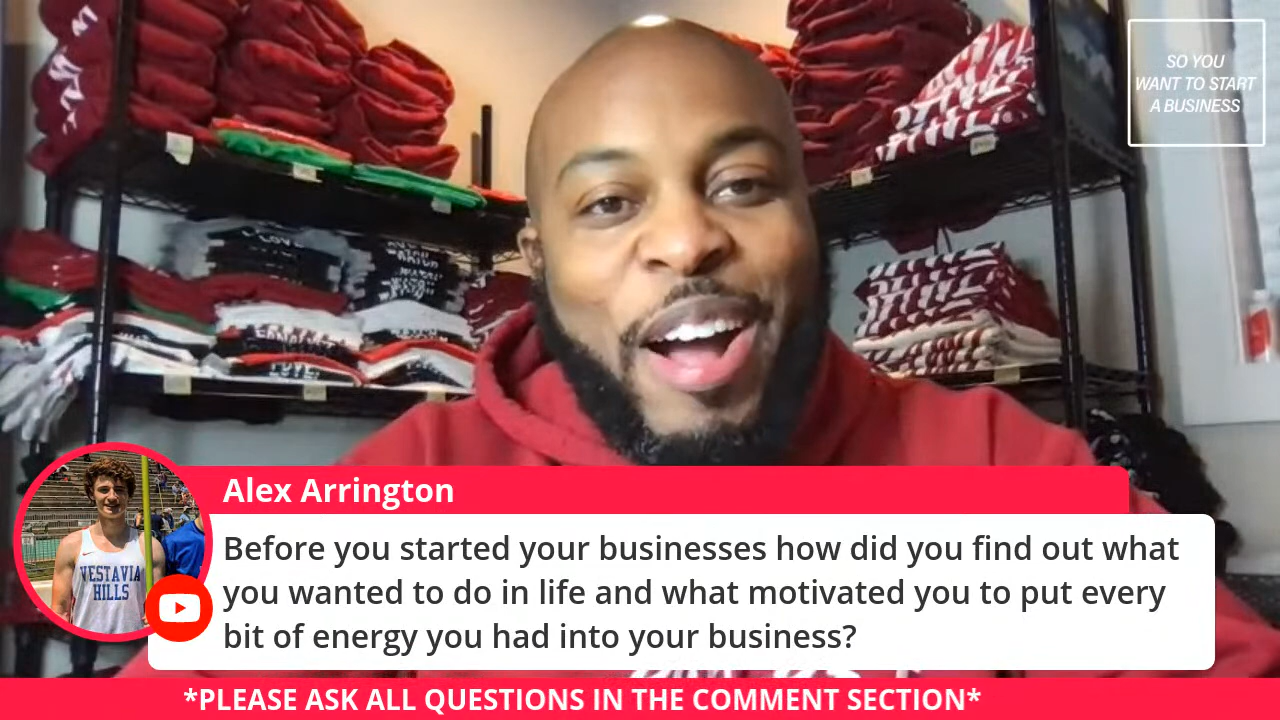 SO YOU
WANT TO START
A BUSINESS
Alex Arrington
Before you started your businesses how did you find out what
you wanted to do in life and what motivated you to put every
bit of energy you had into your business?
VESTAVIA
HILLS
*PLEASE ASK ALL QUESTIONS IN THE COMMENT SECTION*